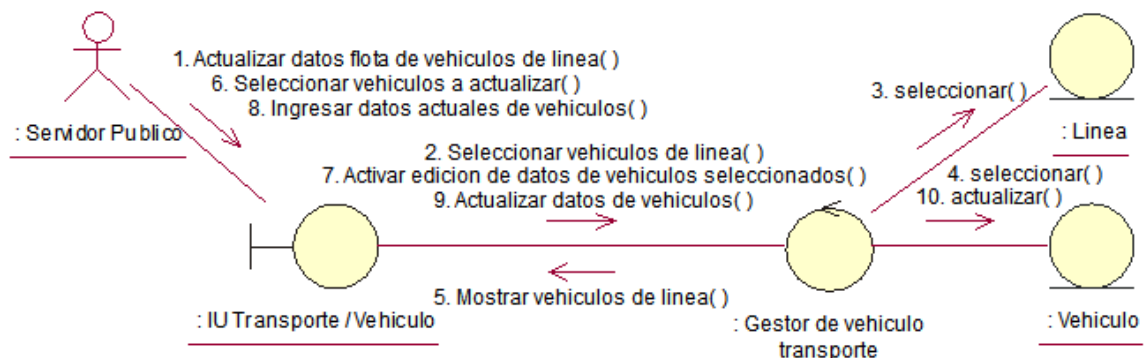 1. Actualizar datos flota de vehiculos de linea( )
6. Seleccionar vehiculos a actualizar( )
8. Ingresar datos actuales de vehiculos( )
: Servidor Publico
3. seleccionar( )
: Linea
2. Seleccionar vehiculos de linea( )
7. Activar edicion de datos de vehiculos seleccionados( )
9. Actualizar datos de vehiculos( )
4. seleccionar( )
10. actualizar( )
5. Mostrar vehiculos de linea( )
: IU Transporte / Vehiculo
: Gestor de vehiculo
transporte
: Vehiculo